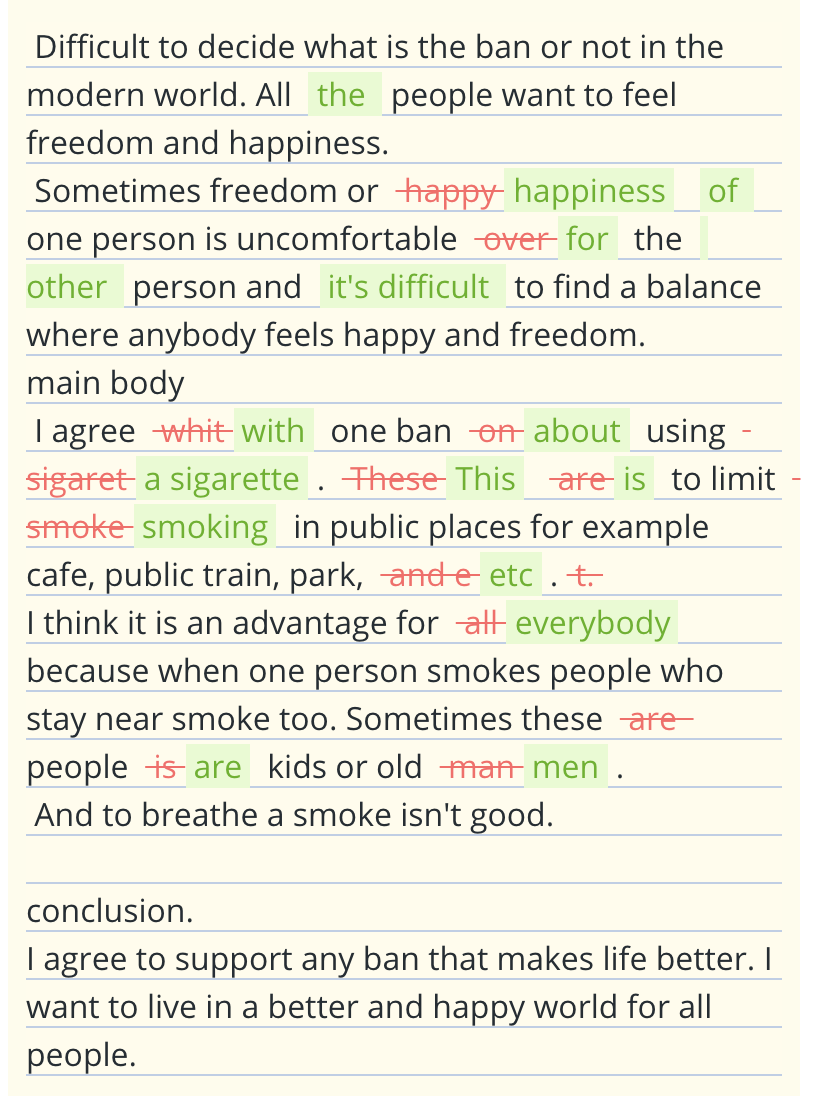 Difficult to decide what is the ban or not in the
modern world. All the people want to feel
freedom and happiness.
Sometimes freedom or happy happiness of
one person is uncomfortable over for the
other person and it's difficult to find a balance
where anybody feels happy and freedom.
main body
I agree whit with one ban on about using
sigaret a sigarette . These This are is to limit
smoke smoking in public places for example
cafe, public train, park, and e etc . t.
I think it is an advantage for all everybody
because when one person smokes people who
stay near smoke too. Sometimes these are
people is are kids or old man men .
And to breathe a smoke isn't good.
conclusion.
I agree to support any ban that makes life better. I
want to live in a better and happy world for all
people.